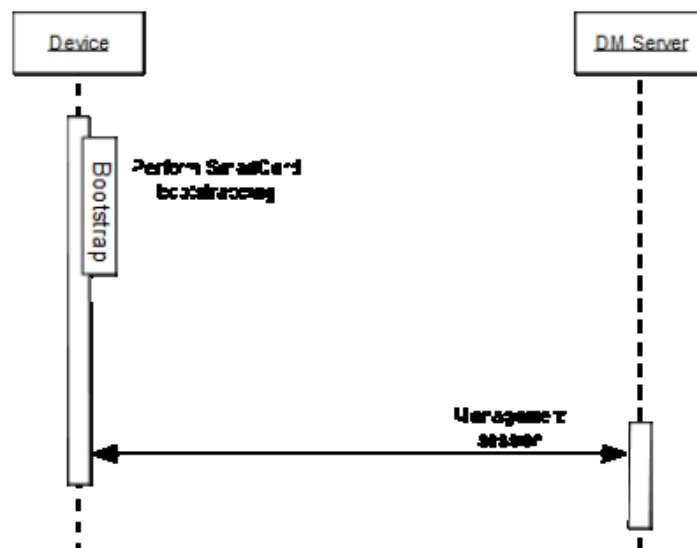 Device
DM Server
Bootstrap
Perform SmartCard
bootstrapping
Management
session